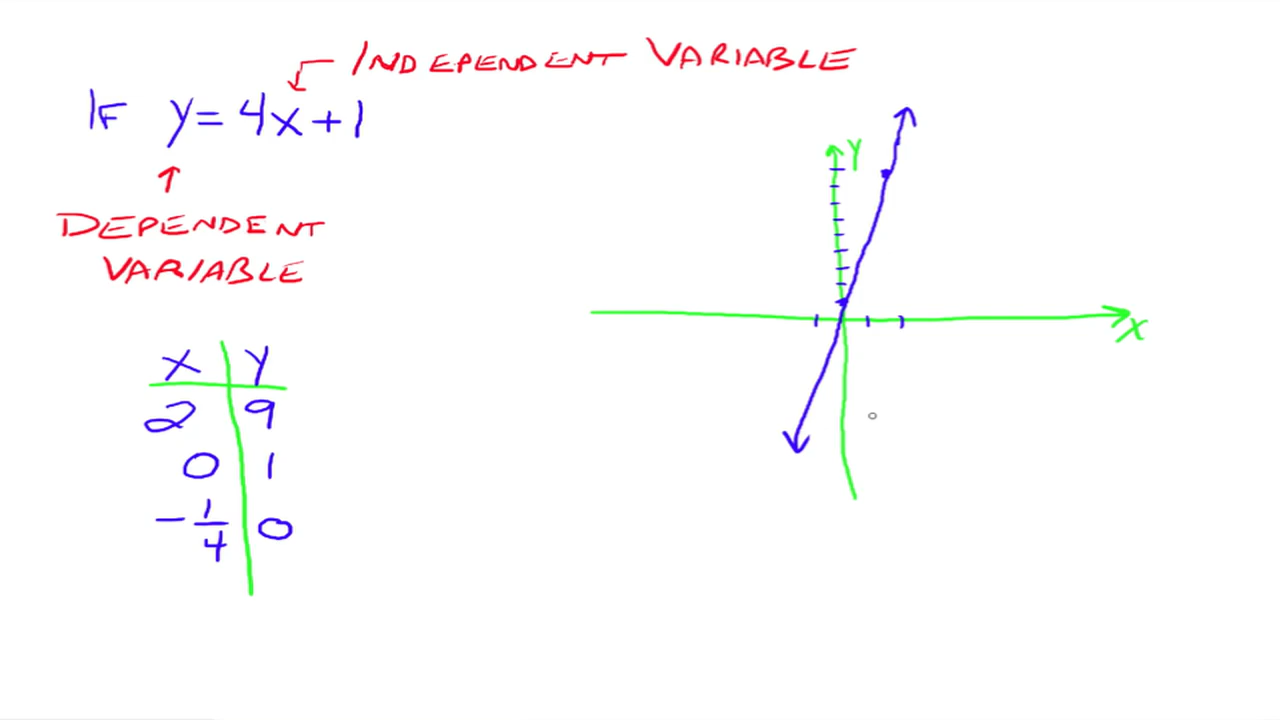 INDEPENDENT VARIABLE
IF y = 4x + 1
DEPENDENT
VARIABLE
Y
X
X Y
2 9
0 1
-1/4 0